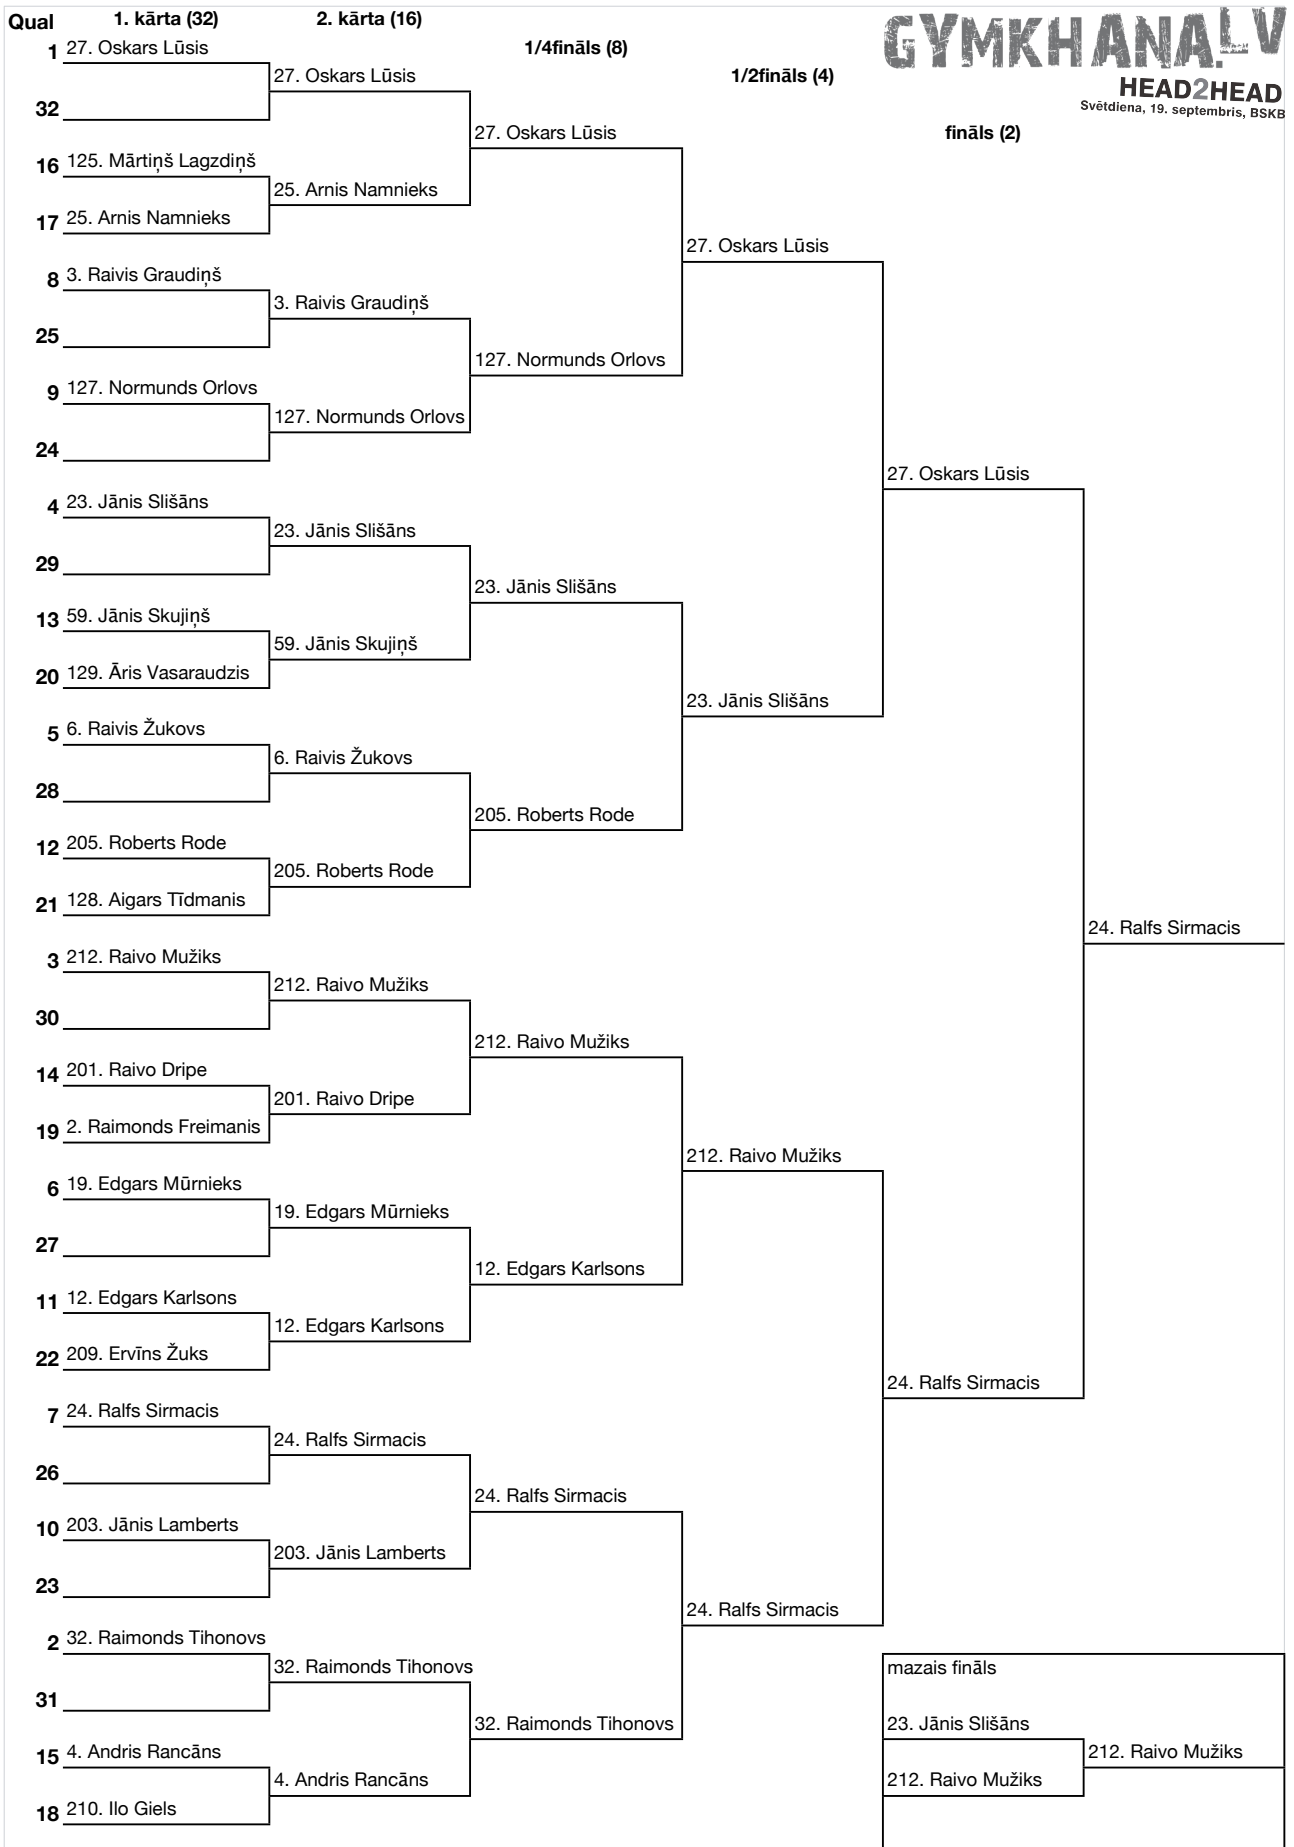 Qual
1. kārta (32)
2. kārta (16)
1/4fināls (8)
1/2fināls (4)
fināls (2)
GYMKHANA.LV
HEAD2HEAD
Svētdiena, 19. septembris, BSKB
1 27. Oskars Lūsis
27. Oskars Lūsis
32
27. Oskars Lūsis
16 125. Mārtiņš Lagzdiņš
25. Arnis Namnieks
17 25. Arnis Namnieks
27. Oskars Lūsis
8 3. Raivis Graudiņš
3. Raivis Graudiņš
25
127. Normunds Orlovs
9 127. Normunds Orlovs
127. Normunds Orlovs
24
27. Oskars Lūsis
4 23. Jānis Slišāns
23. Jānis Slišāns
29
23. Jānis Slišāns
13 59. Jānis Skujiņš
59. Jānis Skujiņš
20 129. Āris Vasaraudzis
23. Jānis Slišāns
5 6. Raivis Žukovs
6. Raivis Žukovs
28
205. Roberts Rode
12 205. Roberts Rode
205. Roberts Rode
21 128. Aigars Tīdmanis
24. Ralfs Sirmacis
3 212. Raivo Mužiks
212. Raivo Mužiks
30
212. Raivo Mužiks
14 201. Raivo Dripe
201. Raivo Dripe
19 2. Raimonds Freimanis
212. Raivo Mužiks
6 19. Edgars Mūrnieks
19. Edgars Mūrnieks
27
12. Edgars Karlsons
11 12. Edgars Karlsons
12. Edgars Karlsons
22 209. Ervīns Žuks
24. Ralfs Sirmacis
7 24. Ralfs Sirmacis
24. Ralfs Sirmacis
26
24. Ralfs Sirmacis
10 203. Jānis Lamberts
203. Jānis Lamberts
23
24. Ralfs Sirmacis
2 32. Raimonds Tihonovs
32. Raimonds Tihonovs
31
32. Raimonds Tihonovs
15 4. Andris Rancāns
4. Andris Rancāns
18 210. Ilo Giels
mazais fināls
23. Jānis Slišāns
212. Raivo Mužiks
212. Raivo Mužiks